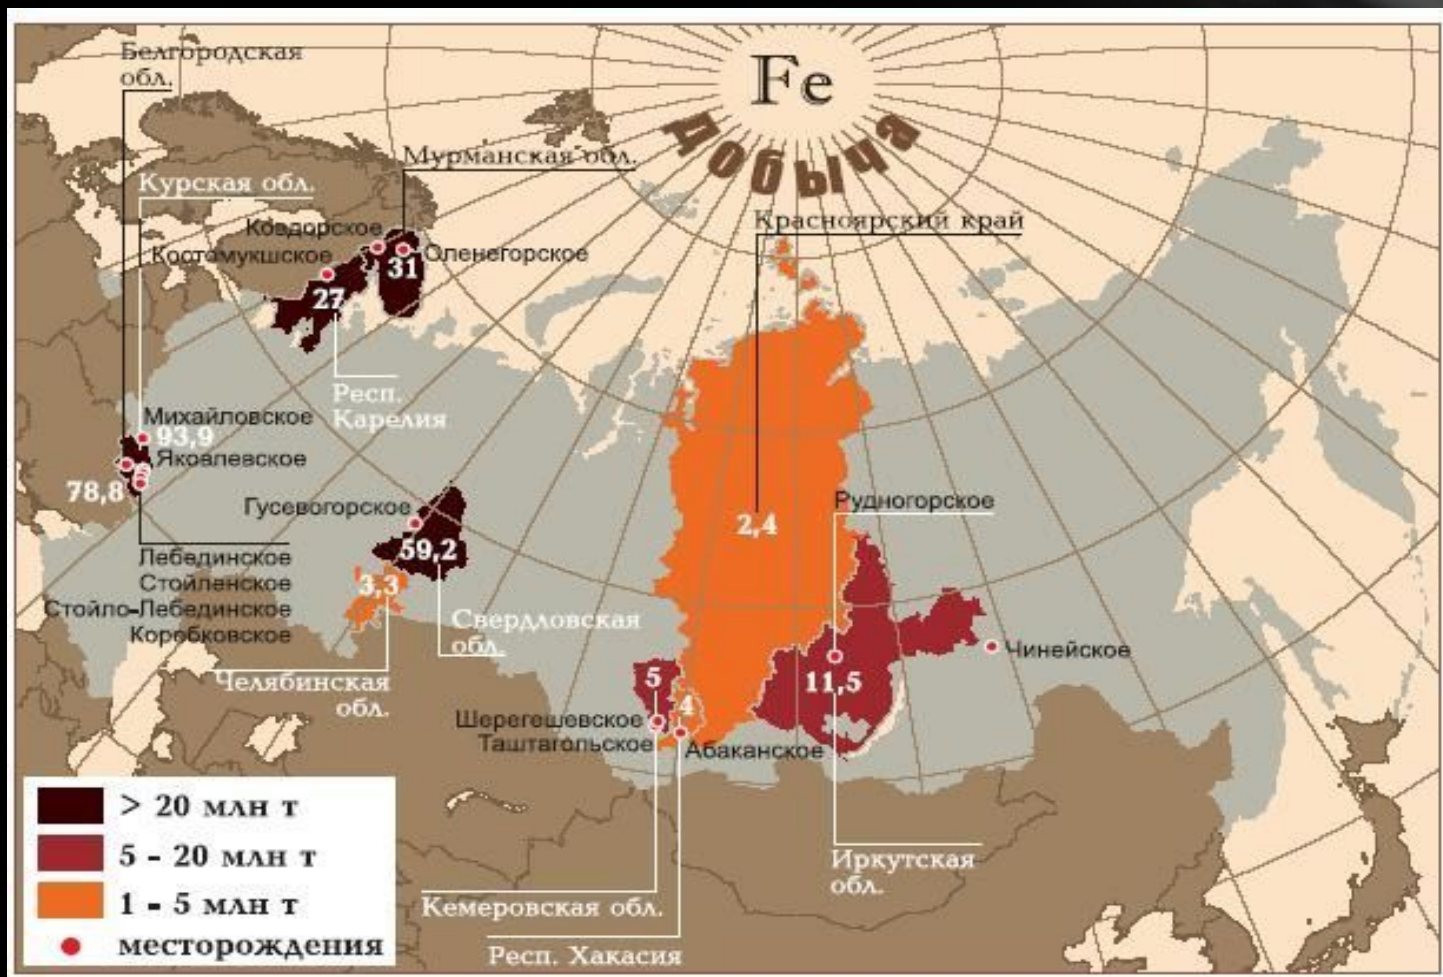 Белгородская
обл.
Fe
Добыча
Мурманская обл.
Курская обл.
Красноярский край
Ковдорское
Костомукшское
Оленегорское
31
27
Респ.
Карелия
Михайловское
93,9
Яковлевское
78,8
Гусевогорское
59,2
Рудногорское
2,4
Лебединское
Стойленское
Стойло-Лебединское
Коробковское
3,3
Свердловская
обл.
Челябинская
обл.
Чинейское
5
4
11,5
Шерегешевское
Таштагольское
Абаканское
> 20 млн т
5 - 20 млн т
1 - 5 млн т
месторождения
Иркутская
обл.
Кемеровская обл.
Респ. Хакасия